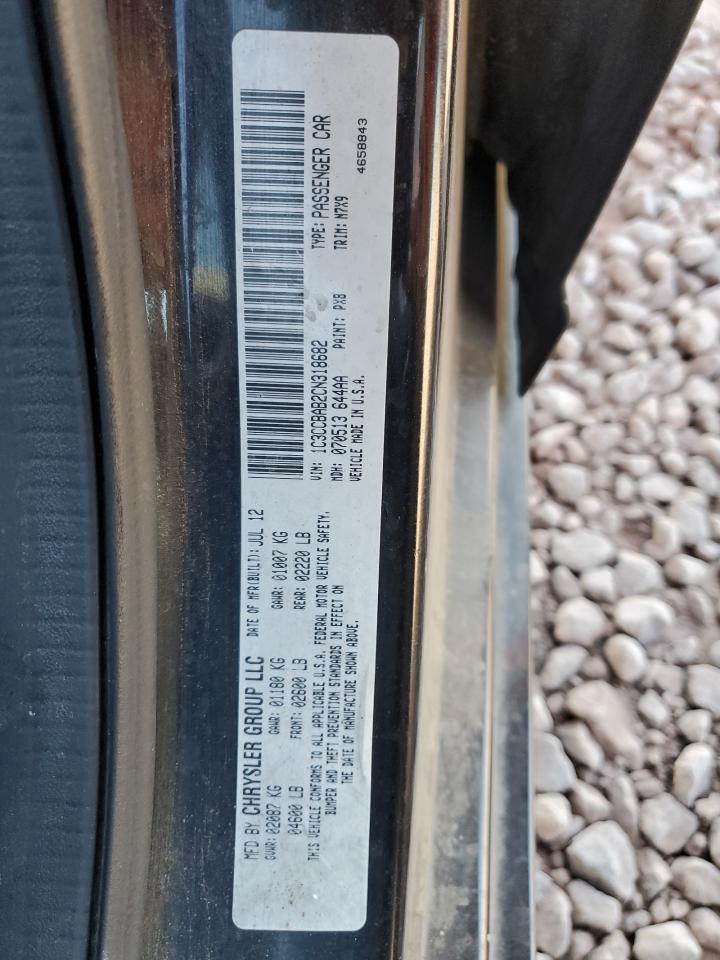 MFD BY CHRYSLER GROUP LLC DATE OF MFR(BUILT): JUL 12
GVWR: 02087 KG GAWR: 01180 KG GAWR: 01007 KG
04600 LB FRONT: 02600 LB REAR: 02220 LB
THIS VEHICLE CONFORMS TO ALL APPLICABLE U.S.A. FEDERAL MOTOR VEHICLE SAFETY,
BUMPER AND THEFT PREVENTION STANDARDS IN EFFECT ON
THE DATE OF MANUFACTURE SHOWN ABOVE.
VIN: 1C3CCBAB2CN318682 TYPE: PASSENGER CAR
MDH: 070513 644AA PAINT: PX8 TRIM: M7X9
VEHICLE MADE IN U.S.A. 4658843